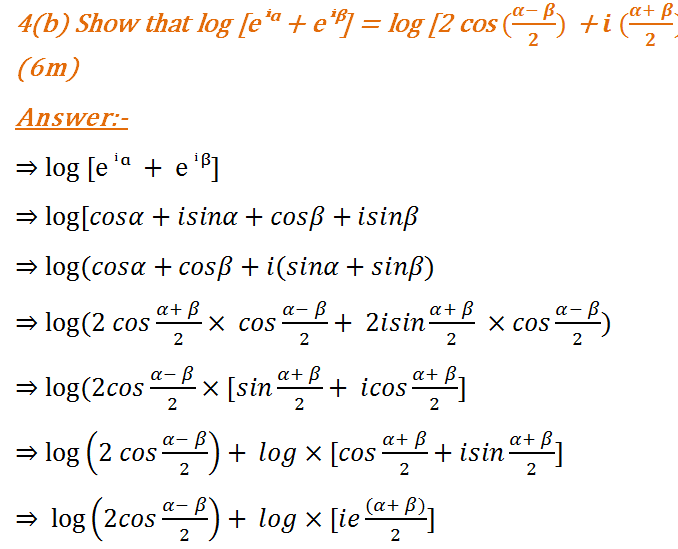 4(b) Show that log [e^iα + e^iβ] = log [2 cos (α− β/2) + i (α+ β/2)
(6m)
Answer:-
⇒ log [e^iα + e^iβ]
⇒ log[cosα + isinα + cosβ + isinβ
⇒ log(cosα + cosβ + i(sinα + sinβ)
⇒ log(2 cos α+ β/2 × cos α− β/2 + 2isin α+ β/2 × cos α− β/2)
⇒ log(2cos α− β/2 × [sin α+ β/2 + icos α+ β/2]
⇒ log (2 cos α− β/2) + log × [cos α+ β/2 + isin α+ β/2]
⇒ log (2cos α− β/2) + log × [ie (α+ β)/2]